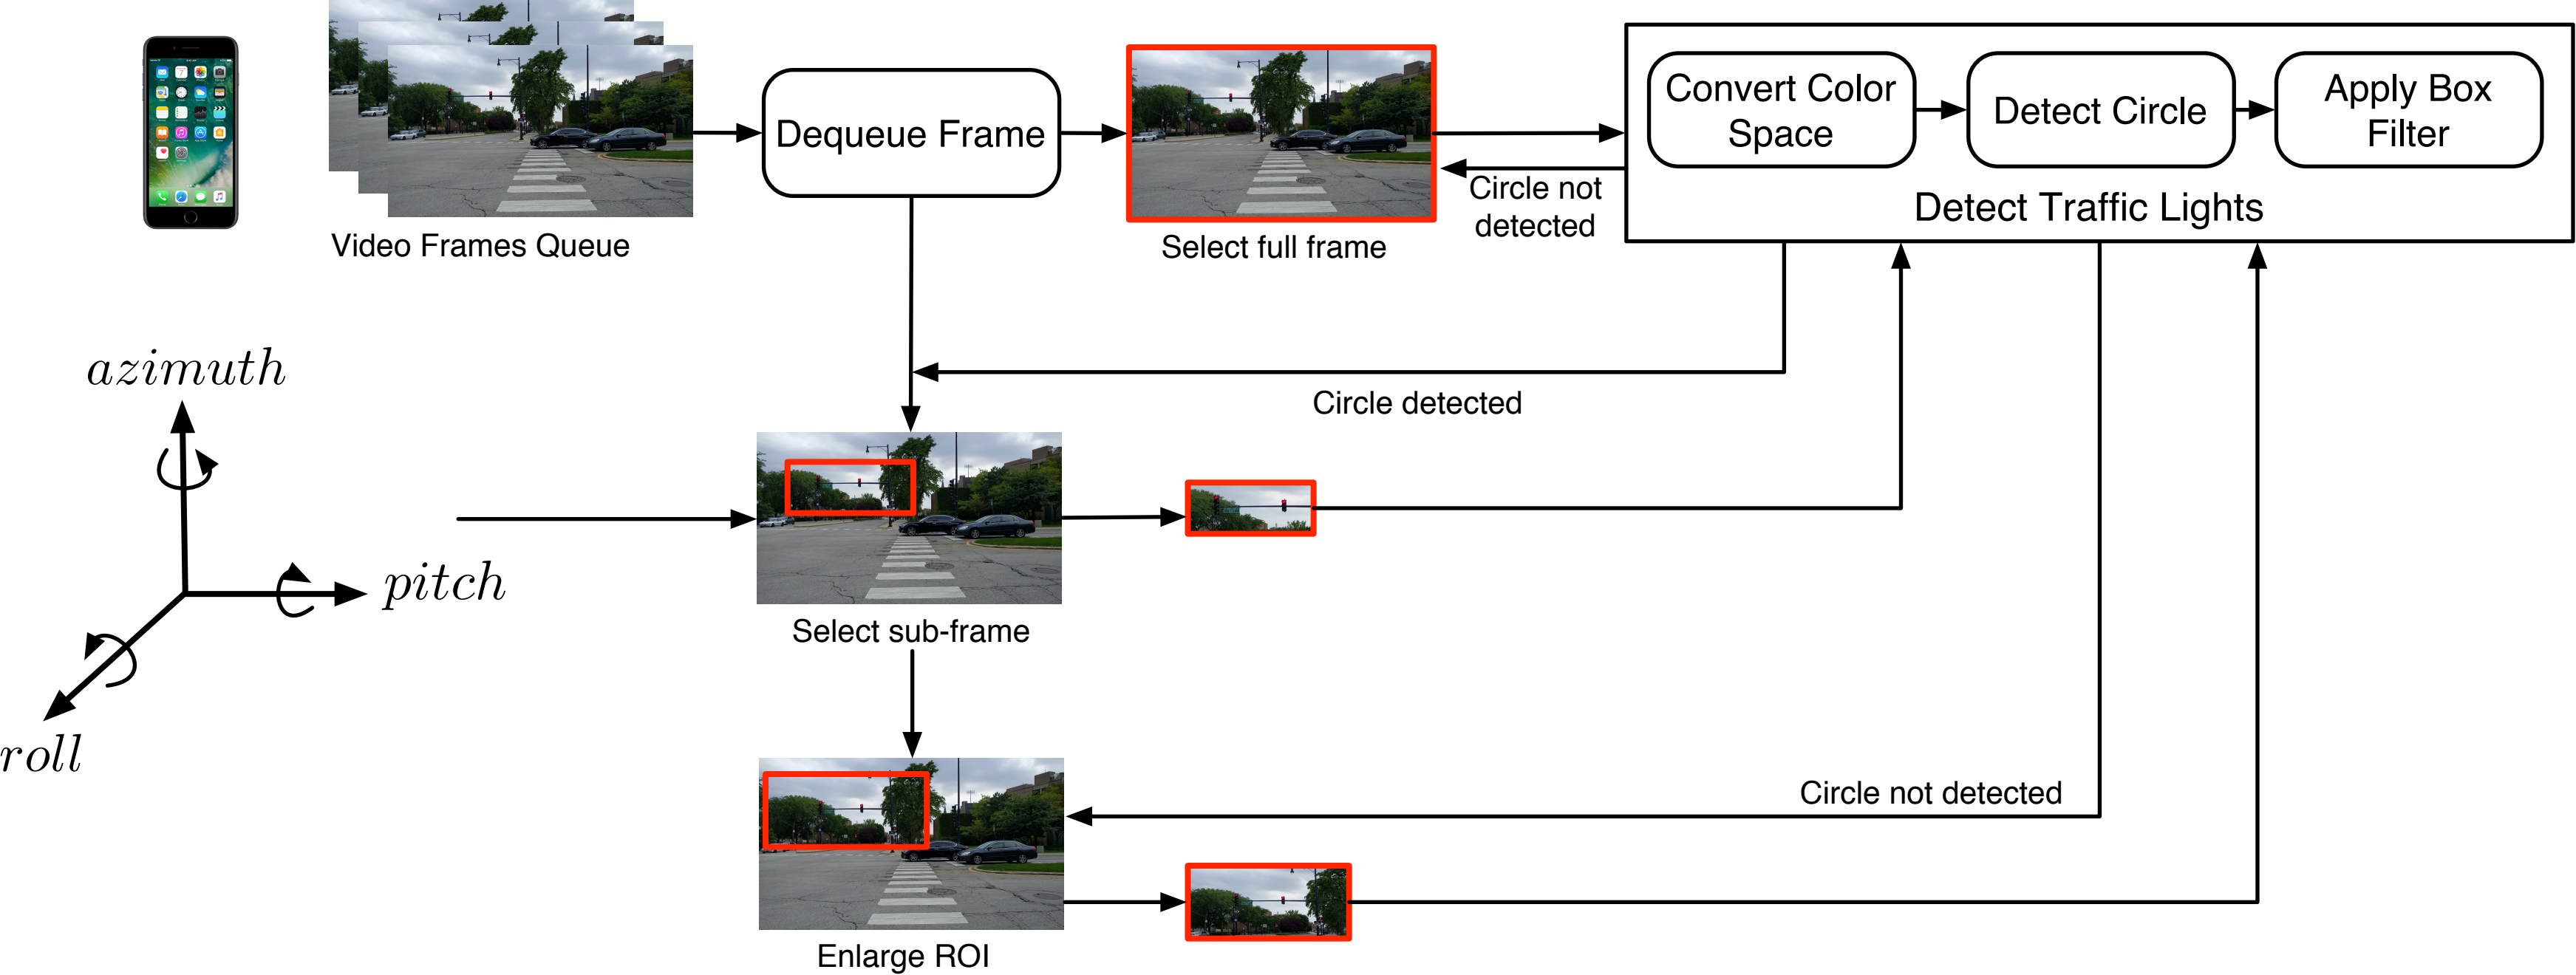 Video Frames Queue
Dequeue Frame
Select full frame
Circle not
detected
Convert Color
Space
Detect Circle
Apply Box
Filter
Detect Traffic Lights
Circle detected
azimuth
pitch
roll
Select sub-frame
Circle not detected
Enlarge ROI